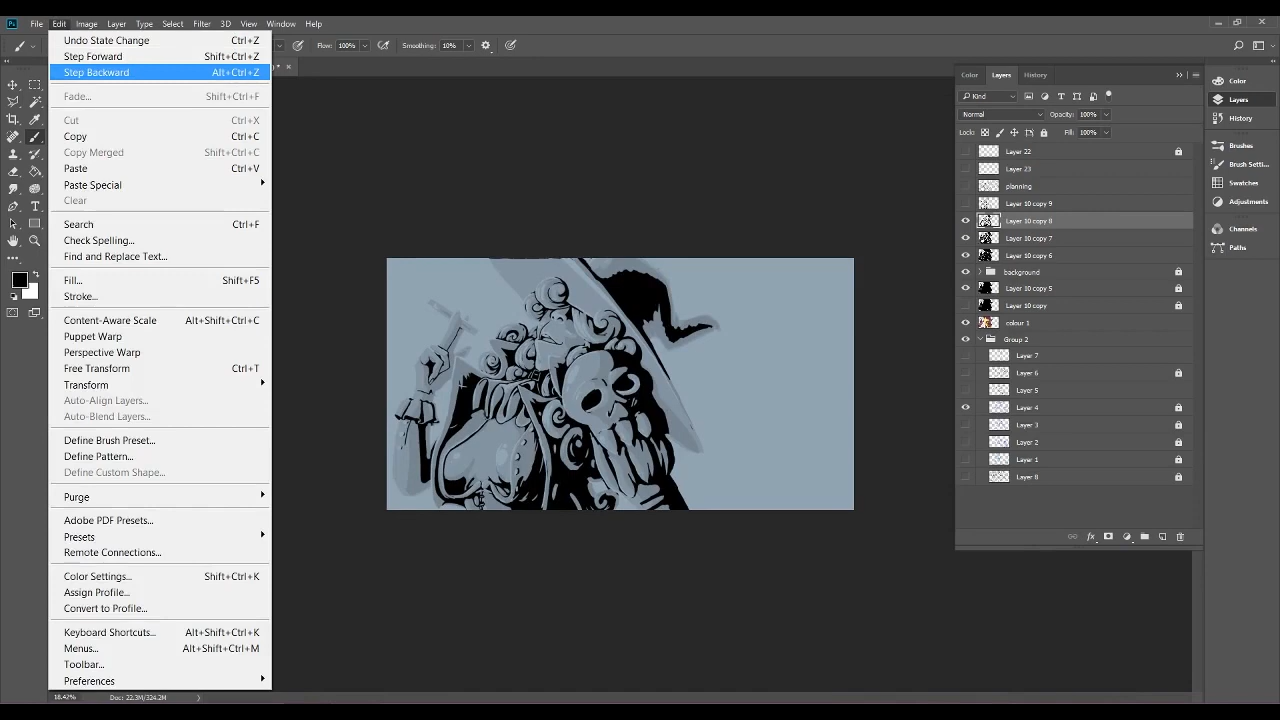 Ps File Edit Image Layer Type Select Filter 3D View Window Help
Flow: 100% Smoothing: 10%
Undo State Change Ctrl+Z
Step Forward Shift+Ctrl+Z
Step Backward Alt+Ctrl+Z
Fade... Shift+Ctrl+F
Cut Ctrl+X
Copy Ctrl+C
Copy Merged Shift+Ctrl+C
Paste Ctrl+V
Paste Special
Clear
Search Ctrl+F
Check Spelling...
Find and Replace Text...
Fill... Shift+F5
Stroke...
Content-Aware Scale Alt+Shift+Ctrl+C
Puppet Warp
Perspective Warp
Free Transform Ctrl+T
Transform
Auto-Align Layers...
Auto-Blend Layers...
Define Brush Preset...
Define Pattern...
Define Custom Shape...
Purge
Adobe PDF Presets...
Presets
Remote Connections...
Color Settings... Shift+Ctrl+K
Assign Profile...
Convert to Profile...
Keyboard Shortcuts... Alt+Shift+Ctrl+K
Menus... Alt+Shift+Ctrl+M
Toolbar...
Preferences
18.42% Doc: 22.3M/324.2M
Color Layers History
Kind
Normal Opacity: 100%
Lock: Fill: 100%
Layer 22
Layer 23
planning
Layer 10 copy 9
Layer 10 copy 8
Layer 10 copy 7
Layer 10 copy 6
background
Layer 10 copy 5
Layer 10 copy
colour 1
Group 2
Layer 7
Layer 6
Layer 5
Layer 4
Layer 3
Layer 2
Layer 1
Layer 8
fx
Color
Layers
History
Brushes
Brush Setti...
Swatches
Adjustments
Channels
Paths